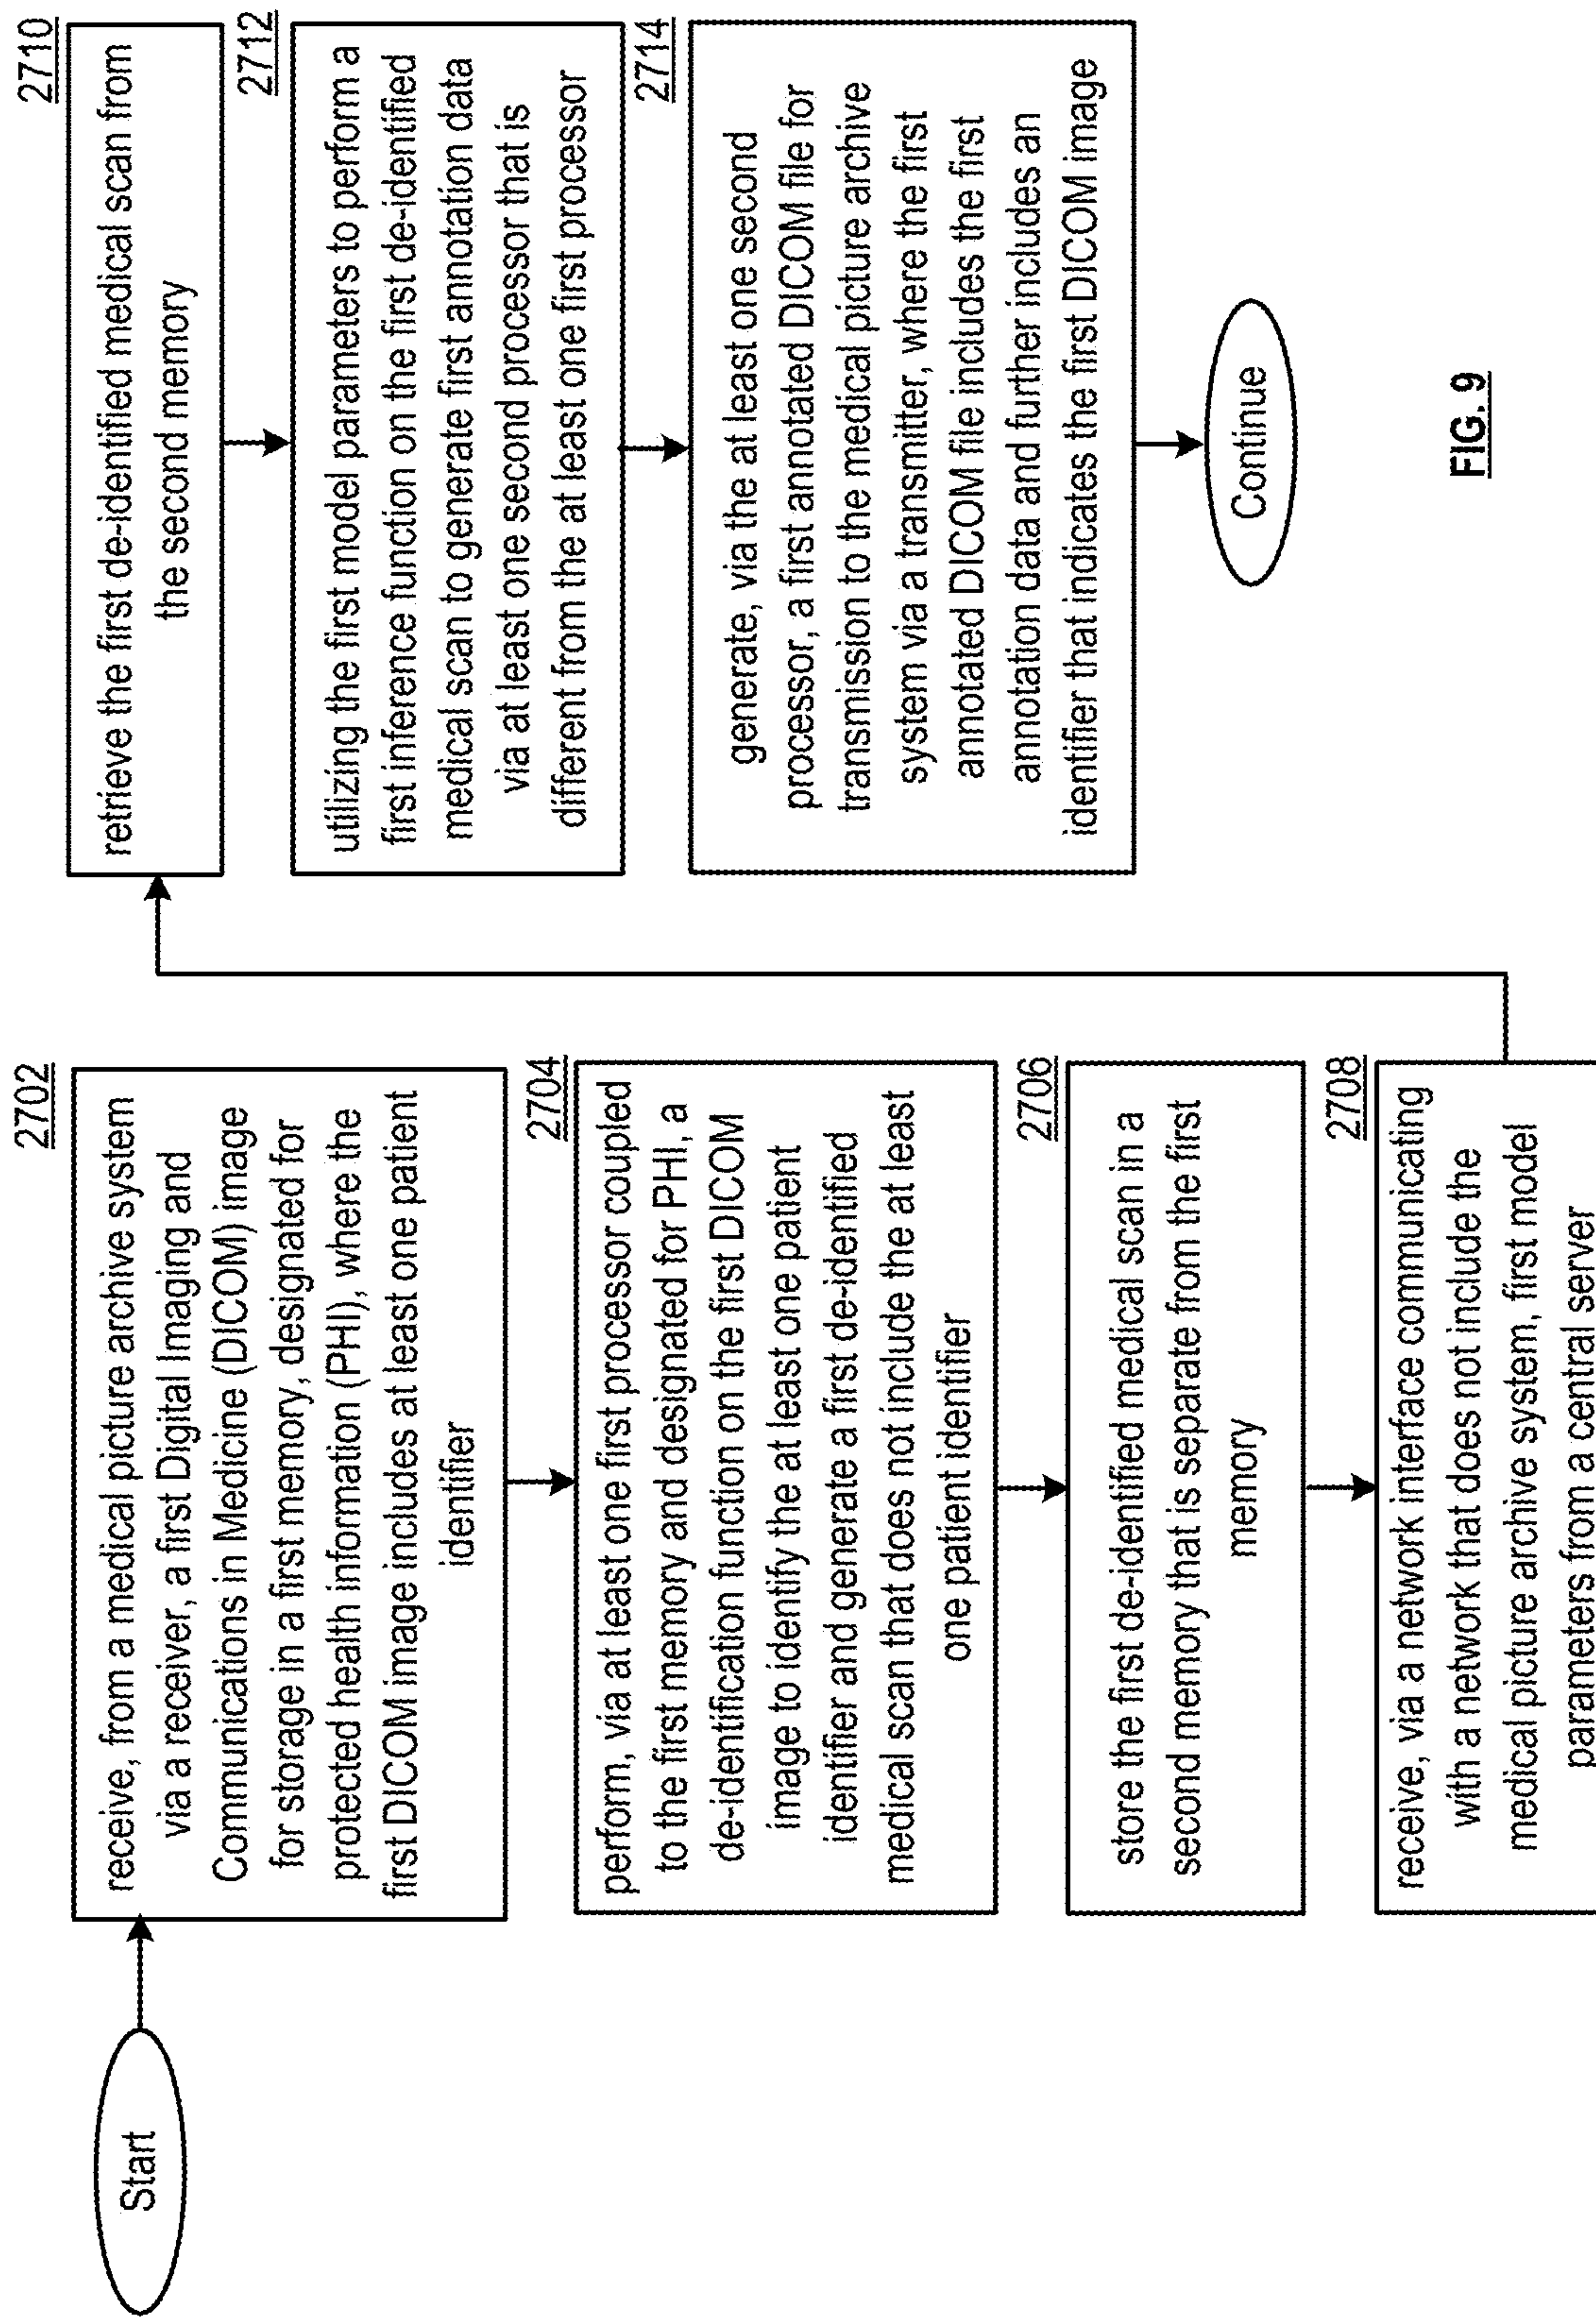 Start
2702
receive, from a medical picture archive system
via a receiver, a first Digital Imaging and
Communications in Medicine (DICOM) image
for storage in a first memory, designated for
protected health information (PHI), where the
first DICOM image includes at least one patient
identifier
2704
perform, via at least one first processor coupled
to the first memory and designated for PHI, a
de-identification function on the first DICOM
image to identify the at least one patient
identifier and generate a first de-identified
medical scan that does not include the at least
one patient identifier
2706
store the first de-identified medical scan in a
second memory that is separate from the first
memory
2708
receive, via a network interface communicating
with a network that does not include the
medical picture archive system, first model
parameters from a central server
2710
retrieve the first de-identified medical scan from
the second memory
2712
utilizing the first model parameters to perform a
first inference function on the first de-identified
medical scan to generate first annotation data
via at least one second processor that is
different from the at least one first processor
2714
generate, via the at least one second
processor, a first annotated DICOM file for
transmission to the medical picture archive
system via a transmitter, where the first
annotated DICOM file includes the first
annotation data and further includes an
identifier that indicates the first DICOM image
Continue
FIG. 9